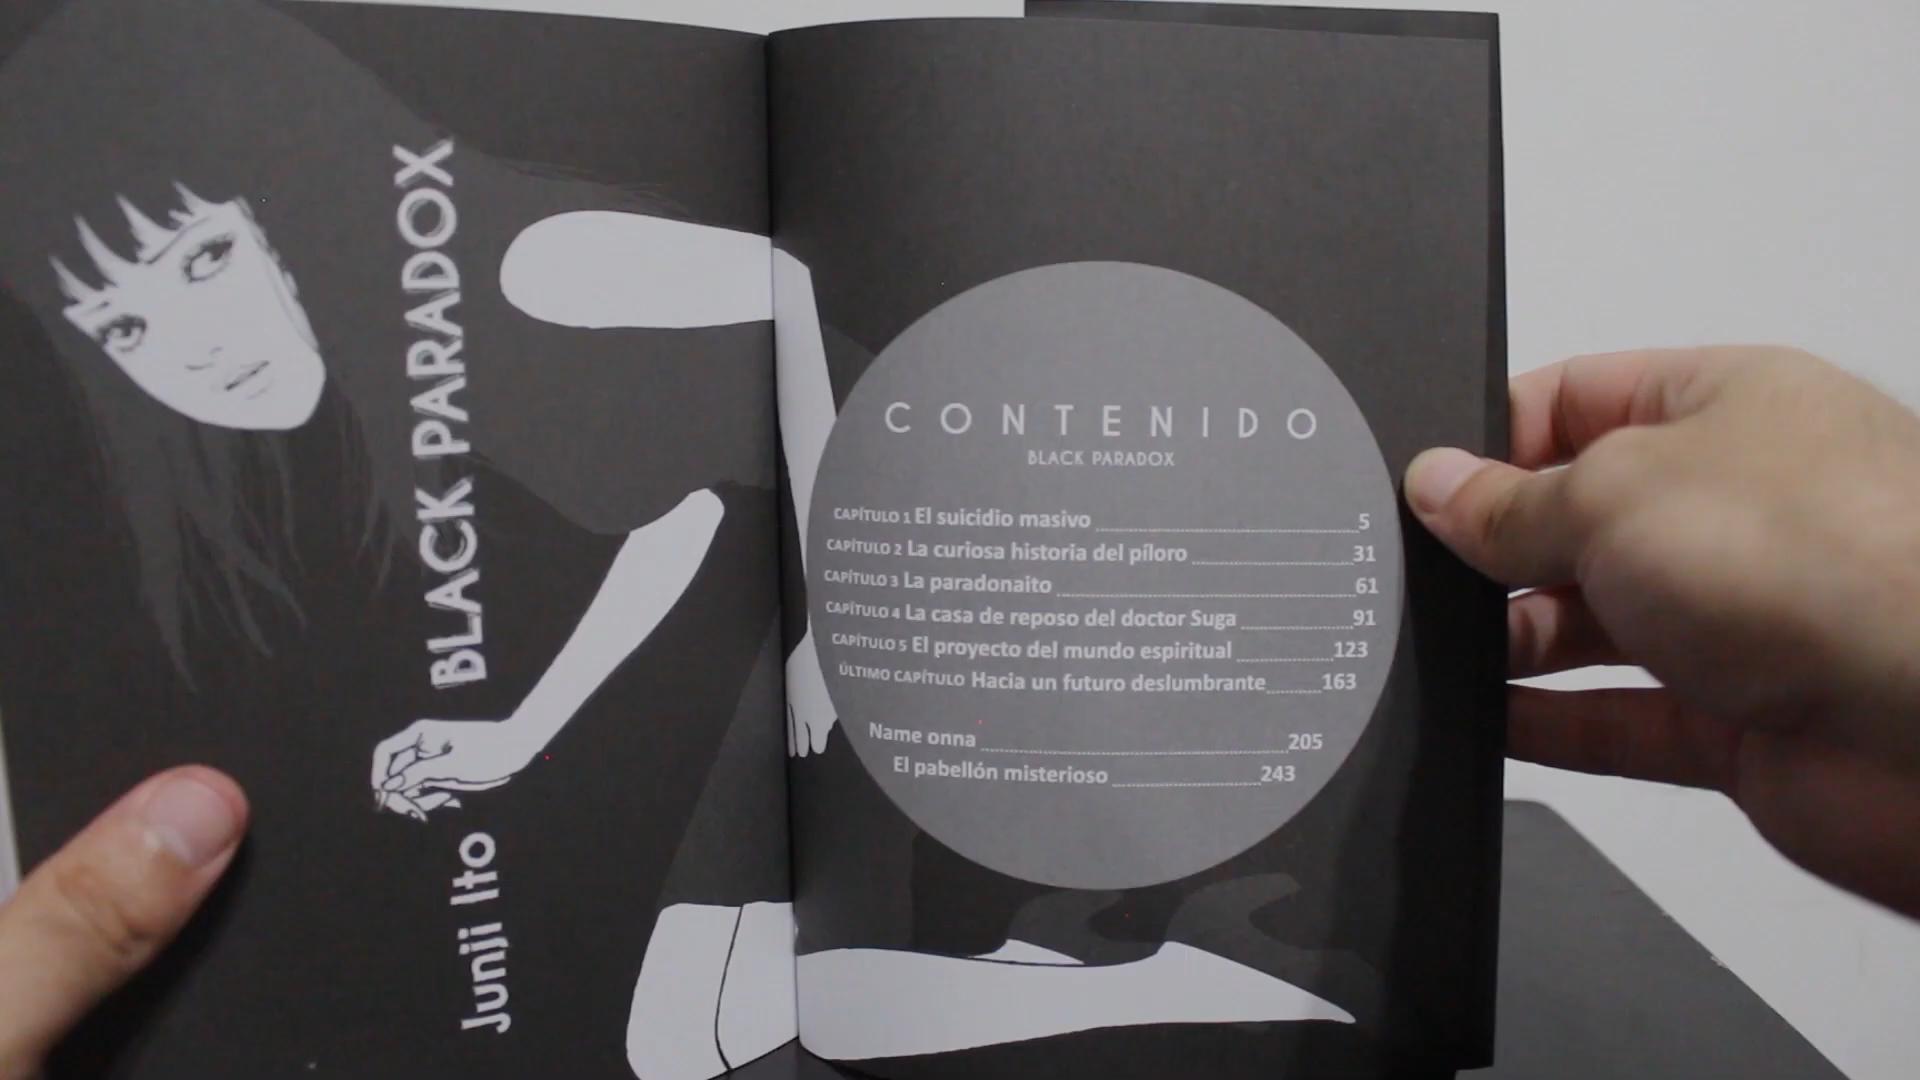 BLACK PARADOX
Junji Ito
CONTENIDO
BLACK PARADOX
CAPÍTULO 1 El suicidio masivo 5
CAPÍTULO 2 La curiosa historia del píloro 31
CAPÍTULO 3 La paradonaito 61
CAPÍTULO 4 La casa de reposo del doctor Suga 91
CAPÍTULO 5 El proyecto del mundo espiritual 123
ÚLTIMO CAPÍTULO Hacia un futuro deslumbrante 163
Name onna 205
El pabellón misterioso 243